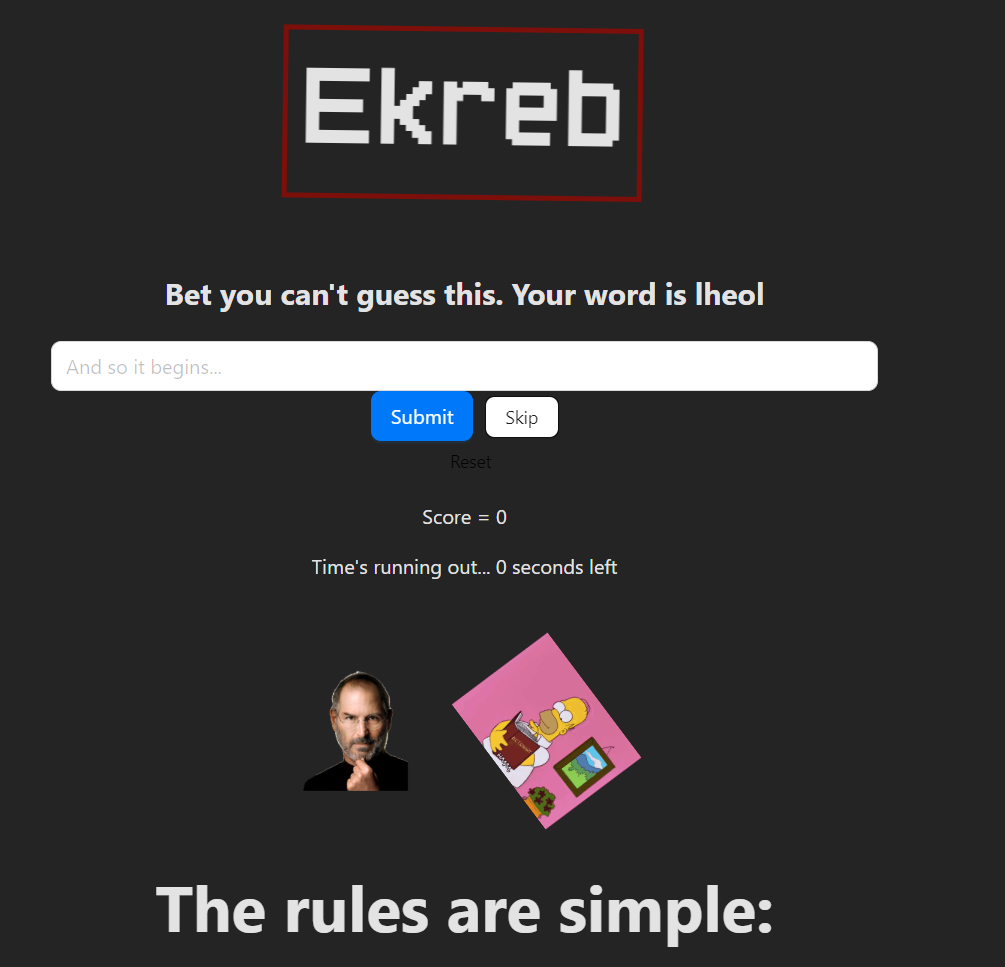 Ekreb
Bet you can't guess this. Your word is lheol
And so it begins...
Submit
Skip
Reset
Score = 0
Time's running out... 0 seconds left
The rules are simple: